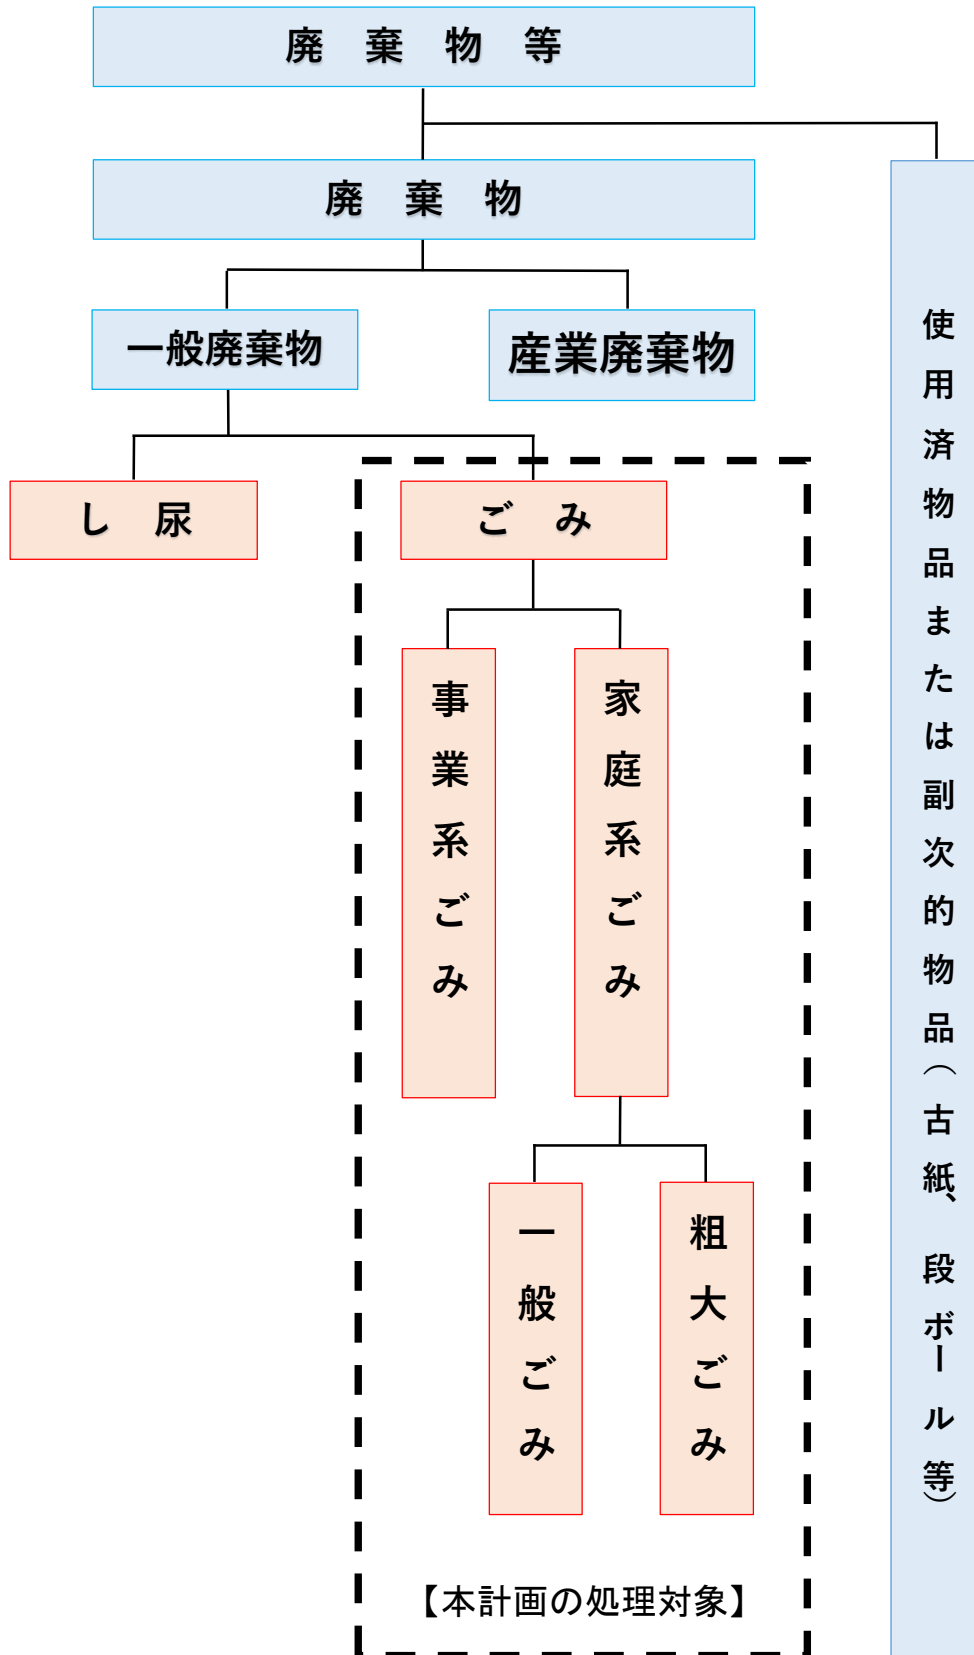 廃棄物等
廃棄物
一般廃棄物
産業廃棄物
し尿
ごみ
事業系ごみ
家庭系ごみ
一般ごみ
粗大ごみ
【本計画の処理対象】
使用済物品または副次的物品（古紙、段ボール等）